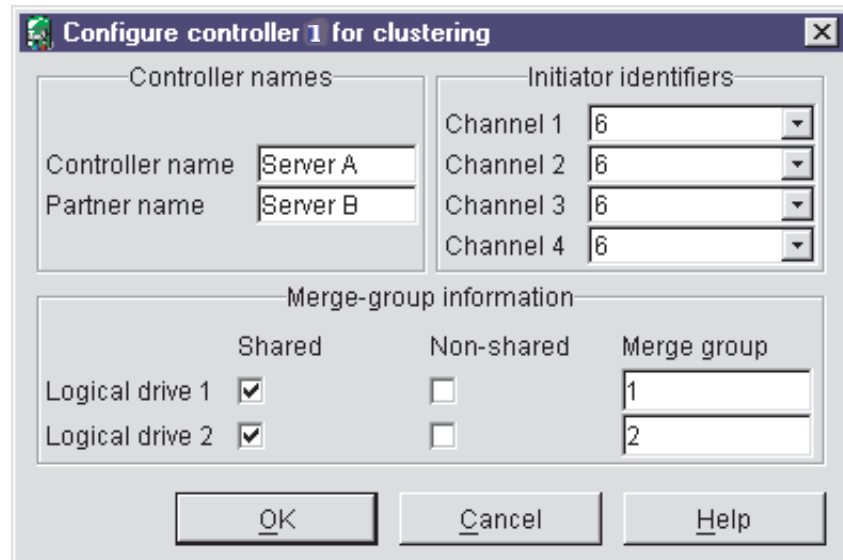 Configure controller 1 for clustering
Controller names
Initiator identifiers
Controller name Server A
Partner name Server B
Channel 1 6
Channel 2 6
Channel 3 6
Channel 4 6
Merge-group information
Shared Non-shared Merge group
Logical drive 1 1
Logical drive 2 2
OK Cancel Help